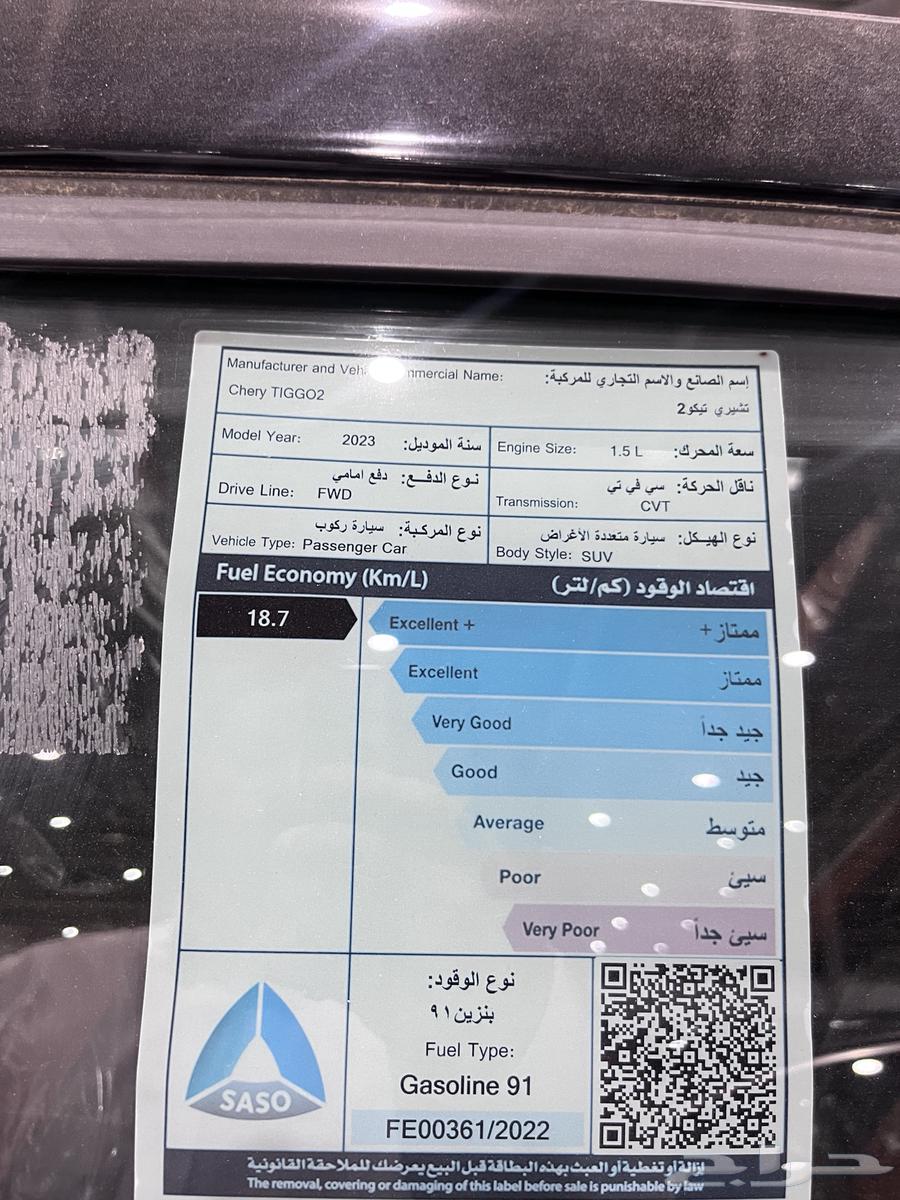 Manufacturer and Veh mmercial Name:
إسم الصانع والاسم التجاري للمركبة:
Chery TIGGO2
تشيري تيكو2
Model Year: 2023 سنة الموديل:
Engine Size: 1.5 L سعة المحرك:
نوع الدفـــع: دفع امامي
Drive Line: FWD
ناقل الحركة: سي في تي
Transmission: CVT
نوع المركبـة: سيارة ركوب
Vehicle Type: Passenger Car
نوع الهيـكل: سيارة متعددة الأغراض
Body Style: SUV
Fuel Economy (Km/L) اقتصاد الوقود (كم/لتر)
18.7
Excellent + ممتاز +
Excellent ممتاز
Very Good جيد جداً
Good جيد
Average متوسط
Poor سيئ
Very Poor سيئ جداً
SASO
نوع الوقود:
بنزين ٩١
Fuel Type:
Gasoline 91
FE00361/2022
إزالة أو تغطية أو العبث بهذه البطاقة قبل البيع يعرضك للملاحقة القانونية
The removal, covering or damaging of this label before sale is punishable by law
حراج